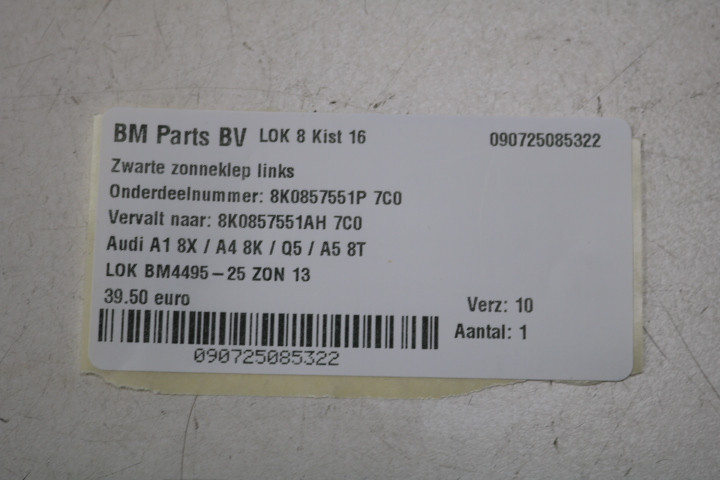 BM Parts BV LOK 8 Kist 16 090725085322
Zwarte zonneklep links
Onderdeelnummer: 8K0857551P 7C0
Vervalt naar: 8K0857551AH 7C0
Audi A1 8X / A4 8K / Q5 / A5 8T
LOK BM4495-25 ZON 13
39.50 euro Verz: 10
Aantal: 1
090725085322